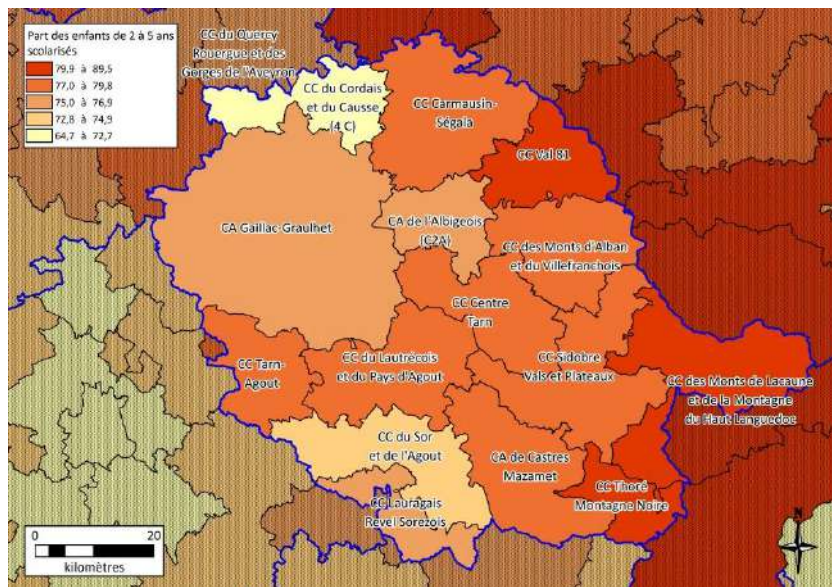 Part des enfants de 2 à 5 ans
scolarisés
79,9 à 89,5
77,0 à 79,8
75,0 à 76,9
72,8 à 74,9
64,7 à 72,7
CC du Quercy
Rouergue et des
Gorges de l'Aveyron
CC du Cordais
et du Causse
(4 C)
CC Carmausin-
Ségala
CC Val 81
CA Gaillac-Graulhet
CA de l'Albigeois
(C2A)
CC des Monts d'Alban
et du Villefranchois
CC Centre
Tarn
CC Tarn-
Agout
CC du Lautrécois
et du Pays d'Agout
CC Sidobre
Vals et Plateaux
CC des Monts de Lacaune
et de la Montagne
du Haut Languedoc
CC du Sor
et de l'Agout
CA de Castres
Mazamet
CC Thoré
Montagne Noire
CC Lauragais
Revel Sorezois
0 20
kilomètres
N